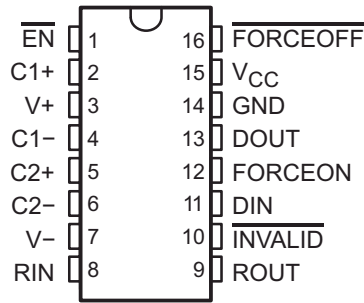 EN 1 16 FORCEOFF
C1+ 2 15 VCC
V+ 3 14 GND
C1− 4 13 DOUT
C2+ 5 12 FORCEON
C2− 6 11 DIN
V− 7 10 INVALID
RIN 8 9 ROUT